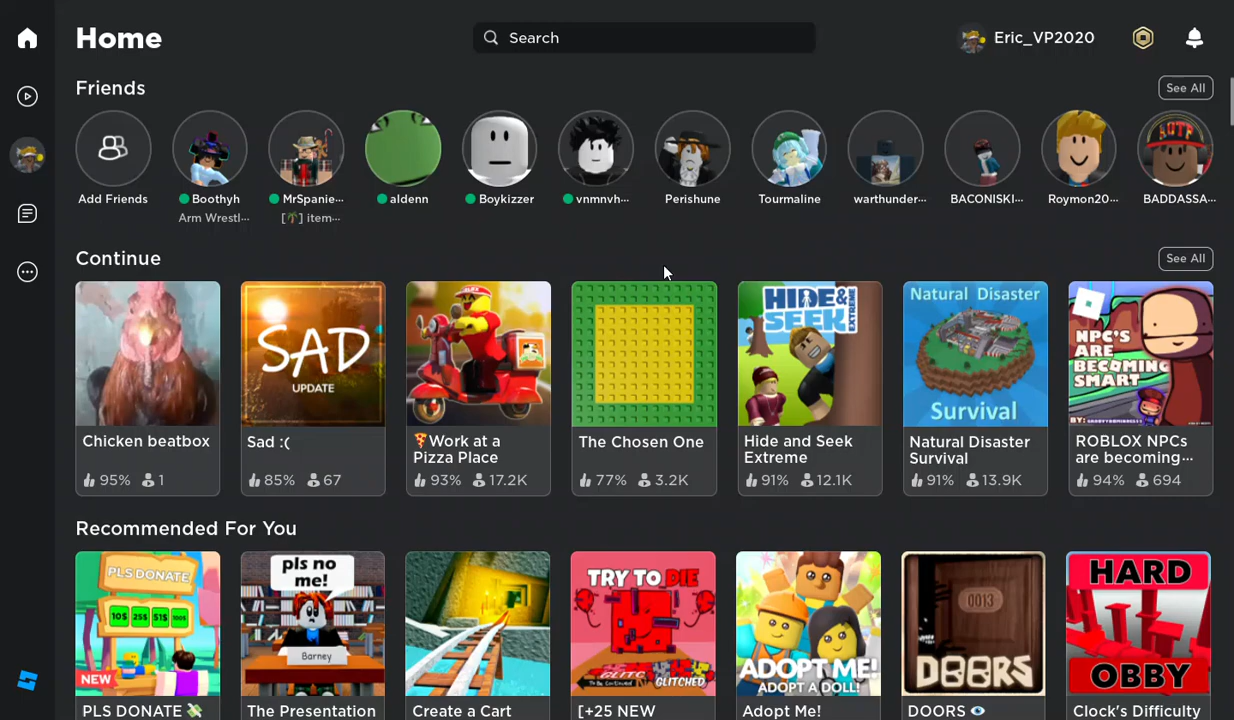 Home
Search
Eric_VP2020
Friends
See All
Add Friends
Boothyh
Arm Wrestl...
MrSpanie...
[🌴] item...
aldenn
Boykizzer
vnmnvh...
Perishune
Tourmaline
warthunder...
BACONISKI...
Roymon20...
BADDASSA...
AOTP
Continue
See All
Chicken beatbox
95% 1
SAD
UPDATE
Sad :(
85% 67
🍕Work at a
Pizza Place
93% 17.2K
The Chosen One
77% 3.2K
HIDE &
SEEK
EXTREME
Hide and Seek
Extreme
91% 12.1K
Natural Disaster
Survival
Natural Disaster
Survival
91% 13.9K
NPC'S
ARE
BECOMING
SMART
ROBLOX NPCs
are becoming...
94% 694
Recommended For You
PLS DONATE
10$ 25$ 51$ 100$
NEW
PLS DONATE 💸
pls no
me!
Barney
The Presentation
Create a Cart
TRY TO DIE
GLITCHED
[+25 NEW
ADOPT ME!
ADOPT A DOLL!
Adopt Me!
0013
DOORS
DOORS 👁️
HARD
OBBY
Clock's Difficulty